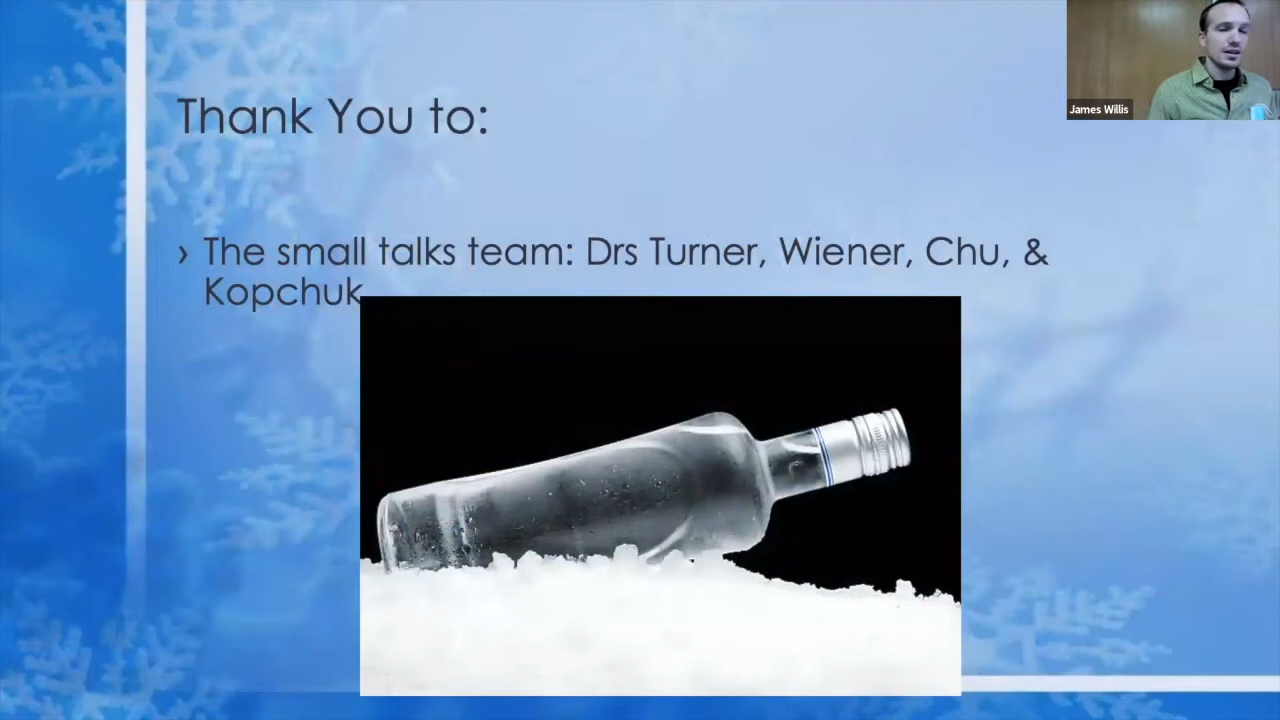 James Willis
Thank You to:
› The small talks team: Drs Turner, Wiener, Chu, &
Kopchuk